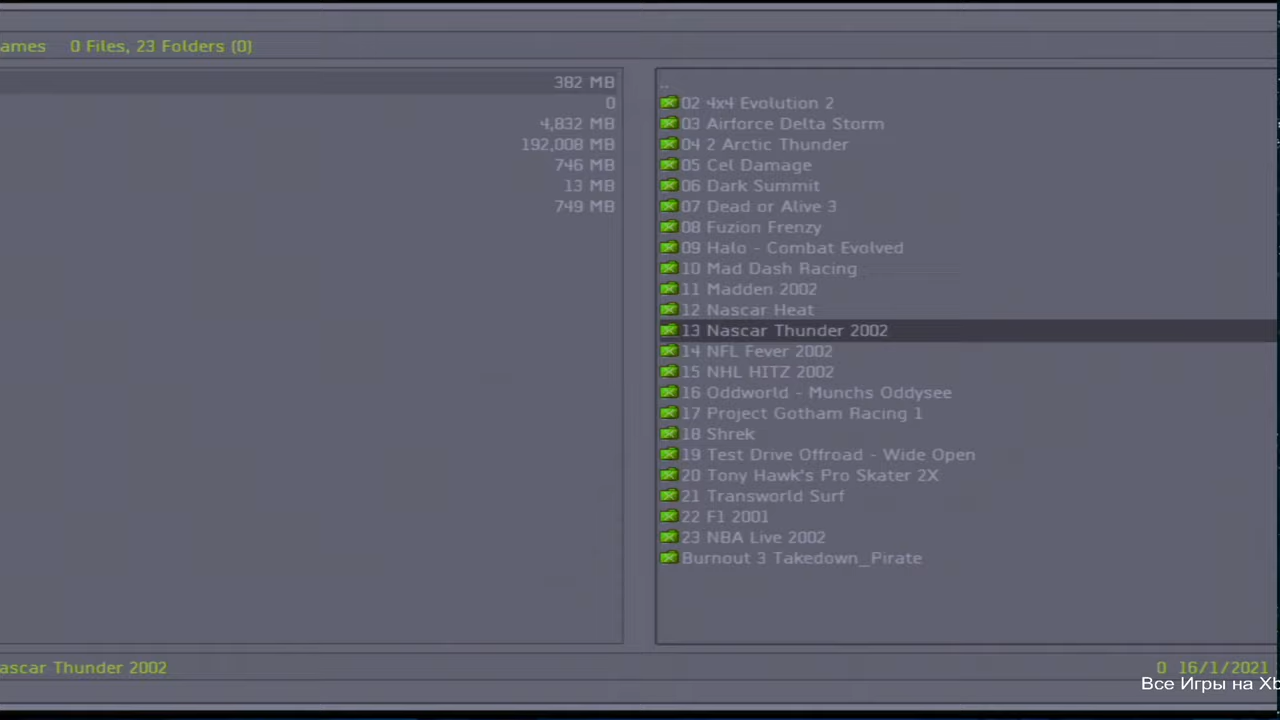 ames 0 Files, 23 Folders (0)
382 MB
0
4,832 MB
192,008 MB
746 MB
13 MB
749 MB
..
02 4x4 Evolution 2
03 Airforce Delta Storm
04 2 Arctic Thunder
05 Cel Damage
06 Dark Summit
07 Dead or Alive 3
08 Fuzion Frenzy
09 Halo - Combat Evolved
10 Mad Dash Racing
11 Madden 2002
12 Nascar Heat
13 Nascar Thunder 2002
14 NFL Fever 2002
15 NHL HITZ 2002
16 Oddworld - Munchs Oddysee
17 Project Gotham Racing 1
18 Shrek
19 Test Drive Offroad - Wide Open
20 Tony Hawk's Pro Skater 2X
21 Transworld Surf
22 F1 2001
23 NBA Live 2002
Burnout 3 Takedown_Pirate
ascar Thunder 2002
0 16/1/2021
Все Игры на Xb